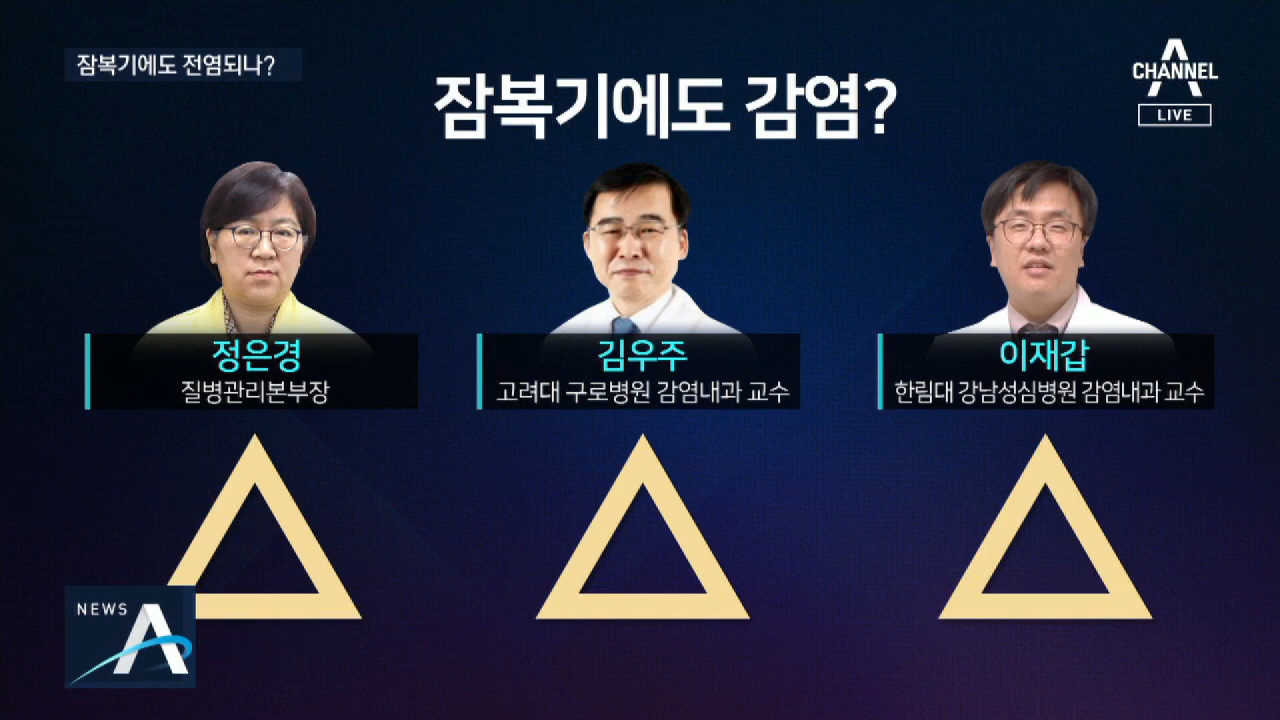 잠복기에도 전염되나?
잠복기에도 감염?
CHANNEL A
LIVE
정은경
질병관리본부장
김우주
고려대 구로병원 감염내과 교수
이재갑
한림대 강남성심병원 감염내과 교수
NEWS A